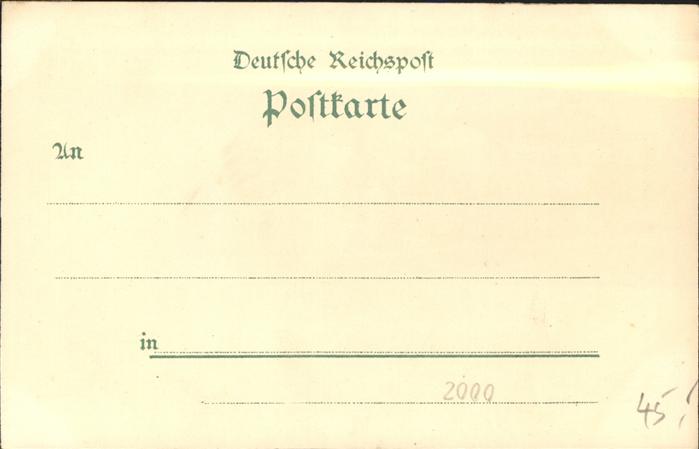 Deutsche Reichspost
Postkarte
An
in
2000
45,